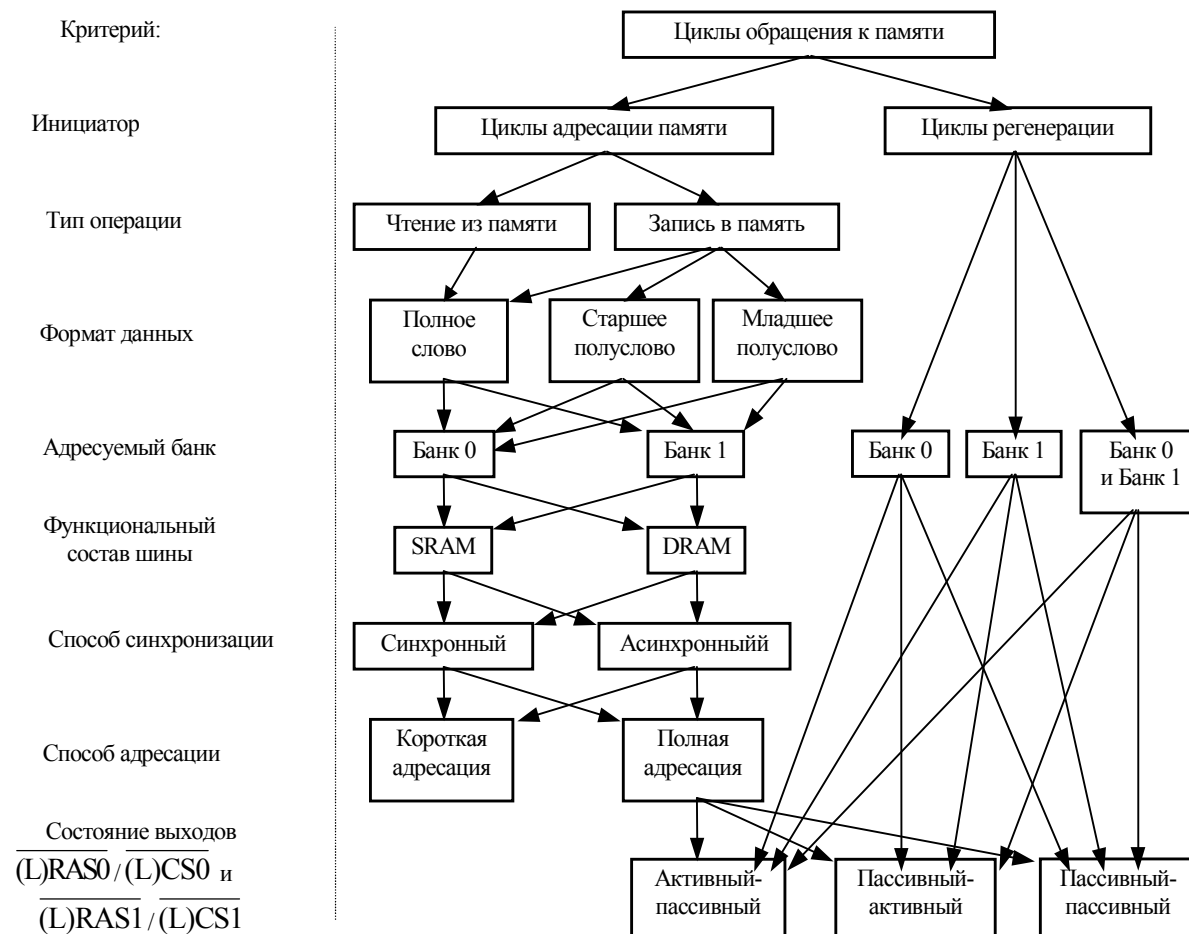 Критерий:
Циклы обращения к памяти
Инициатор
Циклы адресации памяти
Циклы регенерации
Тип операции
Чтение из памяти
Запись в память
Формат данных
Полное
слово
Старшее
полуслово
Младшее
полуслово
Адресуемый банк
Банк 0
Банк 1
Банк 0
Банк 1
Банк 0
и Банк 1
Функциональный
состав шины
SRAM
DRAM
Способ синхронизации
Синхронный
Асинхронныйй
Способ адресации
Короткая
адресация
Полная
адресация
Состояние выходов
(L)RAS0 / (L)CS0 и
(L)RAS1 / (L)CS1
Активный-
пассивный
Пассивный-
активный
Пассивный-
пассивный